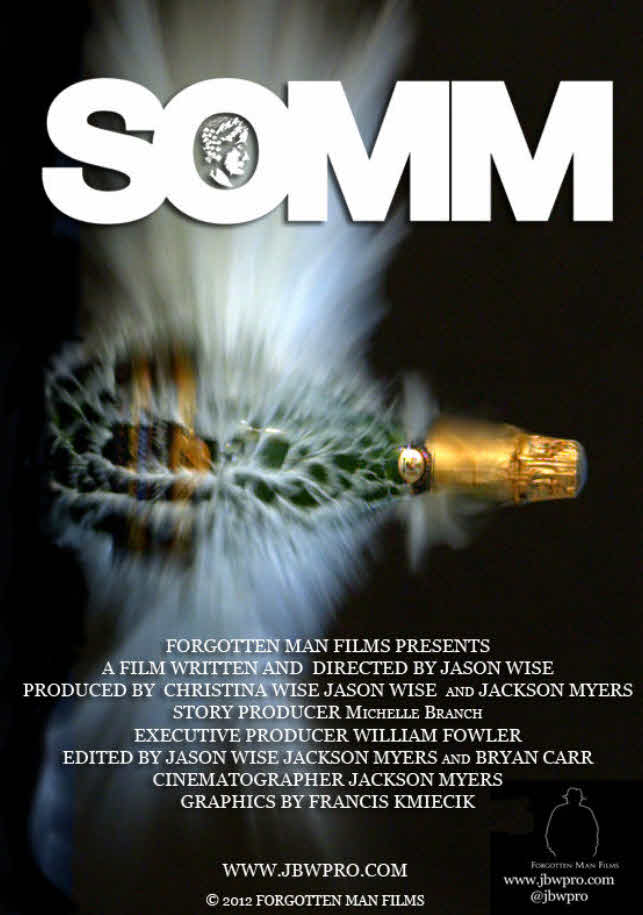 SOMM
FORGOTTEN MAN FILMS PRESENTS
A FILM WRITTEN AND DIRECTED BY JASON WISE
PRODUCED BY CHRISTINA WISE JASON WISE AND JACKSON MYERS
STORY PRODUCER MICHELLE BRANCH
EXECUTIVE PRODUCER WILLIAM FOWLER
EDITED BY JASON WISE JACKSON MYERS AND BRYAN CARR
CINEMATOGRAPHER JACKSON MYERS
GRAPHICS BY FRANCIS KMIECIK
FORGOTTEN MAN FILMS
www.jbwpro.com
@jbwpro
WWW.JBWPRO.COM
© 2012 FORGOTTEN MAN FILMS